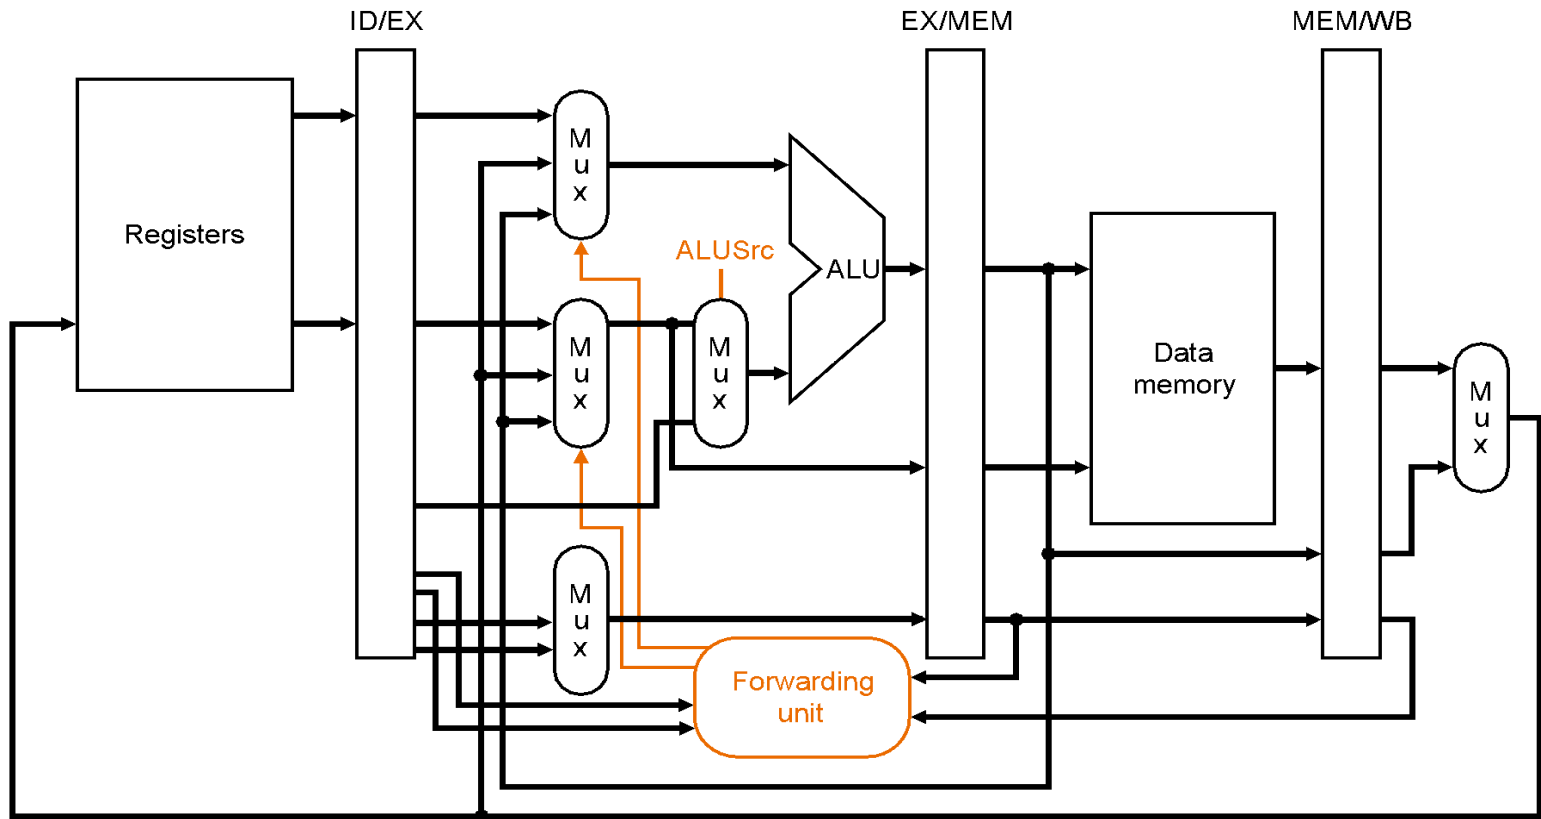 ID/EX
EX/MEM
MEM/WB
M
u
x
Registers
ALUSrc
ALU
M
u
x
M
u
x
Data
memory
M
u
x
M
u
x
Forwarding
unit